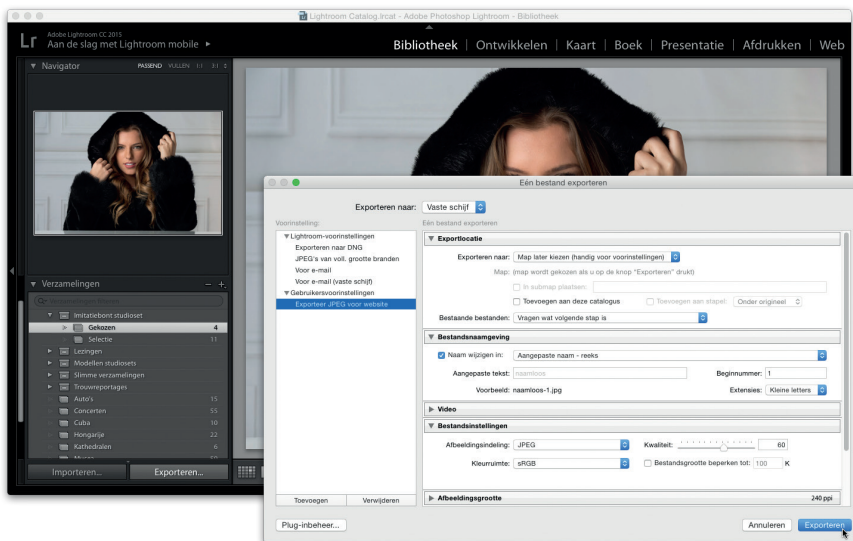 Lightroom Catalog.lrcat - Adobe Photoshop Lightroom - Bibliotheek
Lr
Adobe Lightroom CC 2015
Aan de slag met Lightroom mobile
Bibliotheek | Ontwikkelen | Kaart | Boek | Presentatie | Afdrukken | Web
Navigator PASSEND VULLEN 1:1 3:1
Verzamelingen
Imitatiebont studioset
Gekozen 4
Selectie 11
Lezingen
Modellen studiosets
Slimme verzamelingen
Trouwreportages
Auto's 15
Concerten 55
Cuba 10
Hongarije 22
Kathedralen 6
Importeren... Exporteren...
Eén bestand exporteren
Exporteren naar: Vaste schijf
Voorinstelling:
Lightroom-voorinstellingen
Exporteren naar DNG
JPEG's van voll. grootte branden
Voor e-mail
Voor e-mail (vaste schijf)
Gebruikersvoorinstellingen
Exporteer JPEG voor website
Toevoegen Verwijderen
Plug-inbeheer...
Eén bestand exporteren
Exportlocatie
Exporteren naar: Map later kiezen (handig voor voorinstellingen)
Map: (map wordt gekozen als u op de knop "Exporteren" drukt)
In submap plaatsen:
Toevoegen aan deze catalogus Toevoegen aan stapel: Onder origineel
Bestaande bestanden: Vragen wat volgende stap is
Bestandsnaamgeving
Naam wijzigen in: Aangepaste naam - reeks
Aangepaste tekst: naamloos Beginnummer: 1
Voorbeeld: naamloos-1.jpg Extensies: Kleine letters
Video
Bestandsinstellingen
Afbeeldingsindeling: JPEG Kwaliteit: 60
Kleurruimte: sRGB Bestandsgrootte beperken tot: 100 K
Afbeeldingsgrootte 240 ppi
Annuleren Exporteren